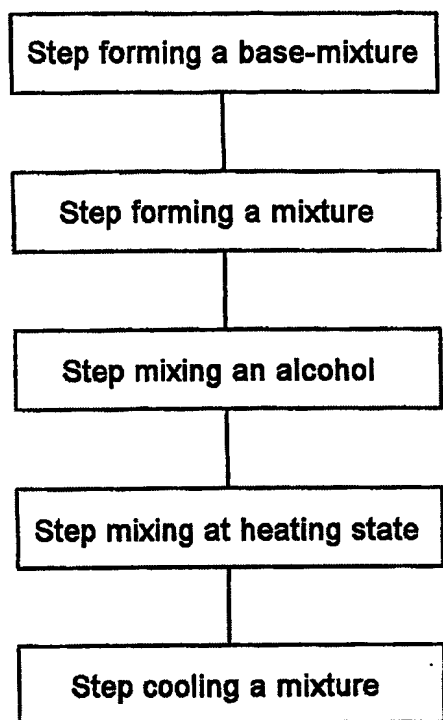 Step forming a base-mixture
Step forming a mixture
Step mixing an alcohol
Step mixing at heating state
Step cooling a mixture